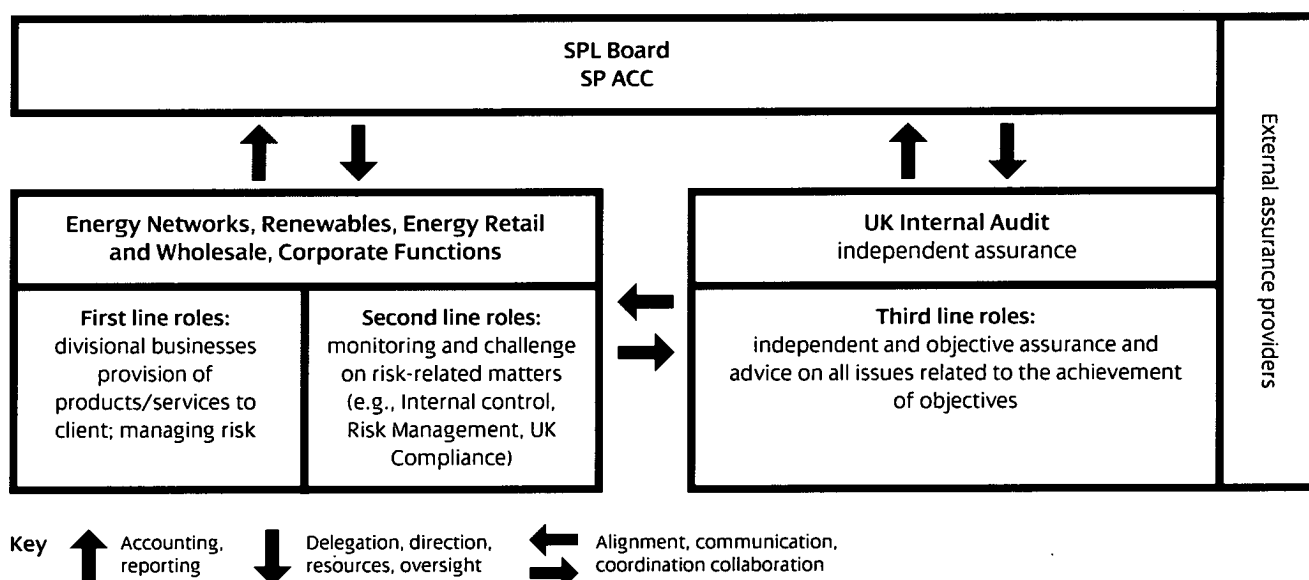 SPL Board
SP ACC
External assurance providers
Energy Networks, Renewables, Energy Retail
and Wholesale, Corporate Functions
UK Internal Audit
independent assurance
First line roles:
divisional businesses
provision of
products/services to
client; managing risk
Second line roles:
monitoring and challenge
on risk-related matters
(e.g., Internal control,
Risk Management, UK
Compliance)
Third line roles:
independent and objective assurance and
advice on all issues related to the achievement
of objectives
Key
Accounting,
reporting
Delegation, direction,
resources, oversight
Alignment, communication,
coordination collaboration